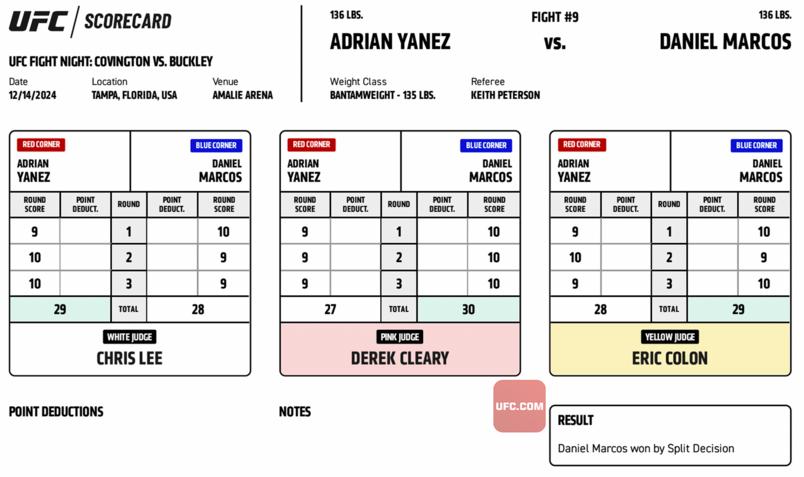 UFC SCORECARD
UFC FIGHT NIGHT: COVINGTON VS. BUCKLEY
Date Location Venue
12/14/2024 TAMPA, FLORIDA, USA AMALIE ARENA
136 LBS. FIGHT #9 136 LBS.
ADRIAN YANEZ VS. DANIEL MARCOS
Weight Class Referee
BANTAMWEIGHT - 135 LBS. KEITH PETERSON
RED CORNER BLUE CORNER
ADRIAN DANIEL
YANEZ MARCOS
ROUND POINT ROUND POINT ROUND
SCORE DEDUCT. DEDUCT. SCORE
9 1 10
10 2 9
10 3 9
29 TOTAL 28
WHITE JUDGE
CHRIS LEE
RED CORNER BLUE CORNER
ADRIAN DANIEL
YANEZ MARCOS
ROUND POINT ROUND POINT ROUND
SCORE DEDUCT. DEDUCT. SCORE
9 1 10
9 2 10
9 3 10
27 TOTAL 30
PINK JUDGE
DEREK CLEARY
RED CORNER BLUE CORNER
ADRIAN DANIEL
YANEZ MARCOS
ROUND POINT ROUND POINT ROUND
SCORE DEDUCT. DEDUCT. SCORE
9 1 10
10 2 9
9 3 10
28 TOTAL 29
YELLOW JUDGE
ERIC COLON
POINT DEDUCTIONS
NOTES
UFC.COM
RESULT
Daniel Marcos won by Split Decision